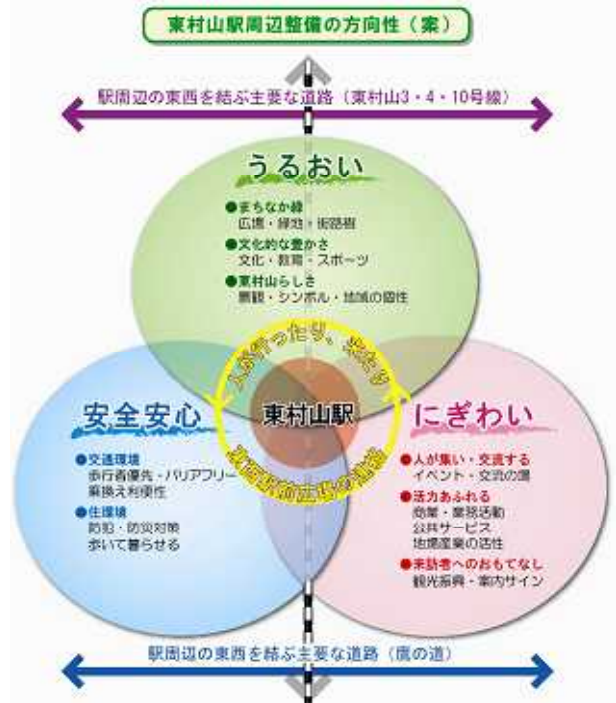 東村山駅周辺整備の方向性（案）
駅周辺の東西を結ぶ主要な道路（東村山3・4・10号線）
うるおい
●まちなか緑
広場・緑地・街路樹
●文化的な豊かさ
文化・教育・スポーツ
●東村山らしさ
景観・シンボル・地域の個性
人が行ったり、来たり
東村山駅
東西駅前広場の連絡
安全安心
●交通環境
歩行者優先・バリアフリー
乗換え利便性
●住環境
防犯・防災対策
歩いて暮らせる
にぎわい
●人が集い・交流する
イベント・交流の場
●活力あふれる
商業・業務活動
公共サービス
地場産業の活性
●来訪者へのおもてなし
観光振興・案内サイン
駅周辺の東西を結ぶ主要な道路（鷹の道）